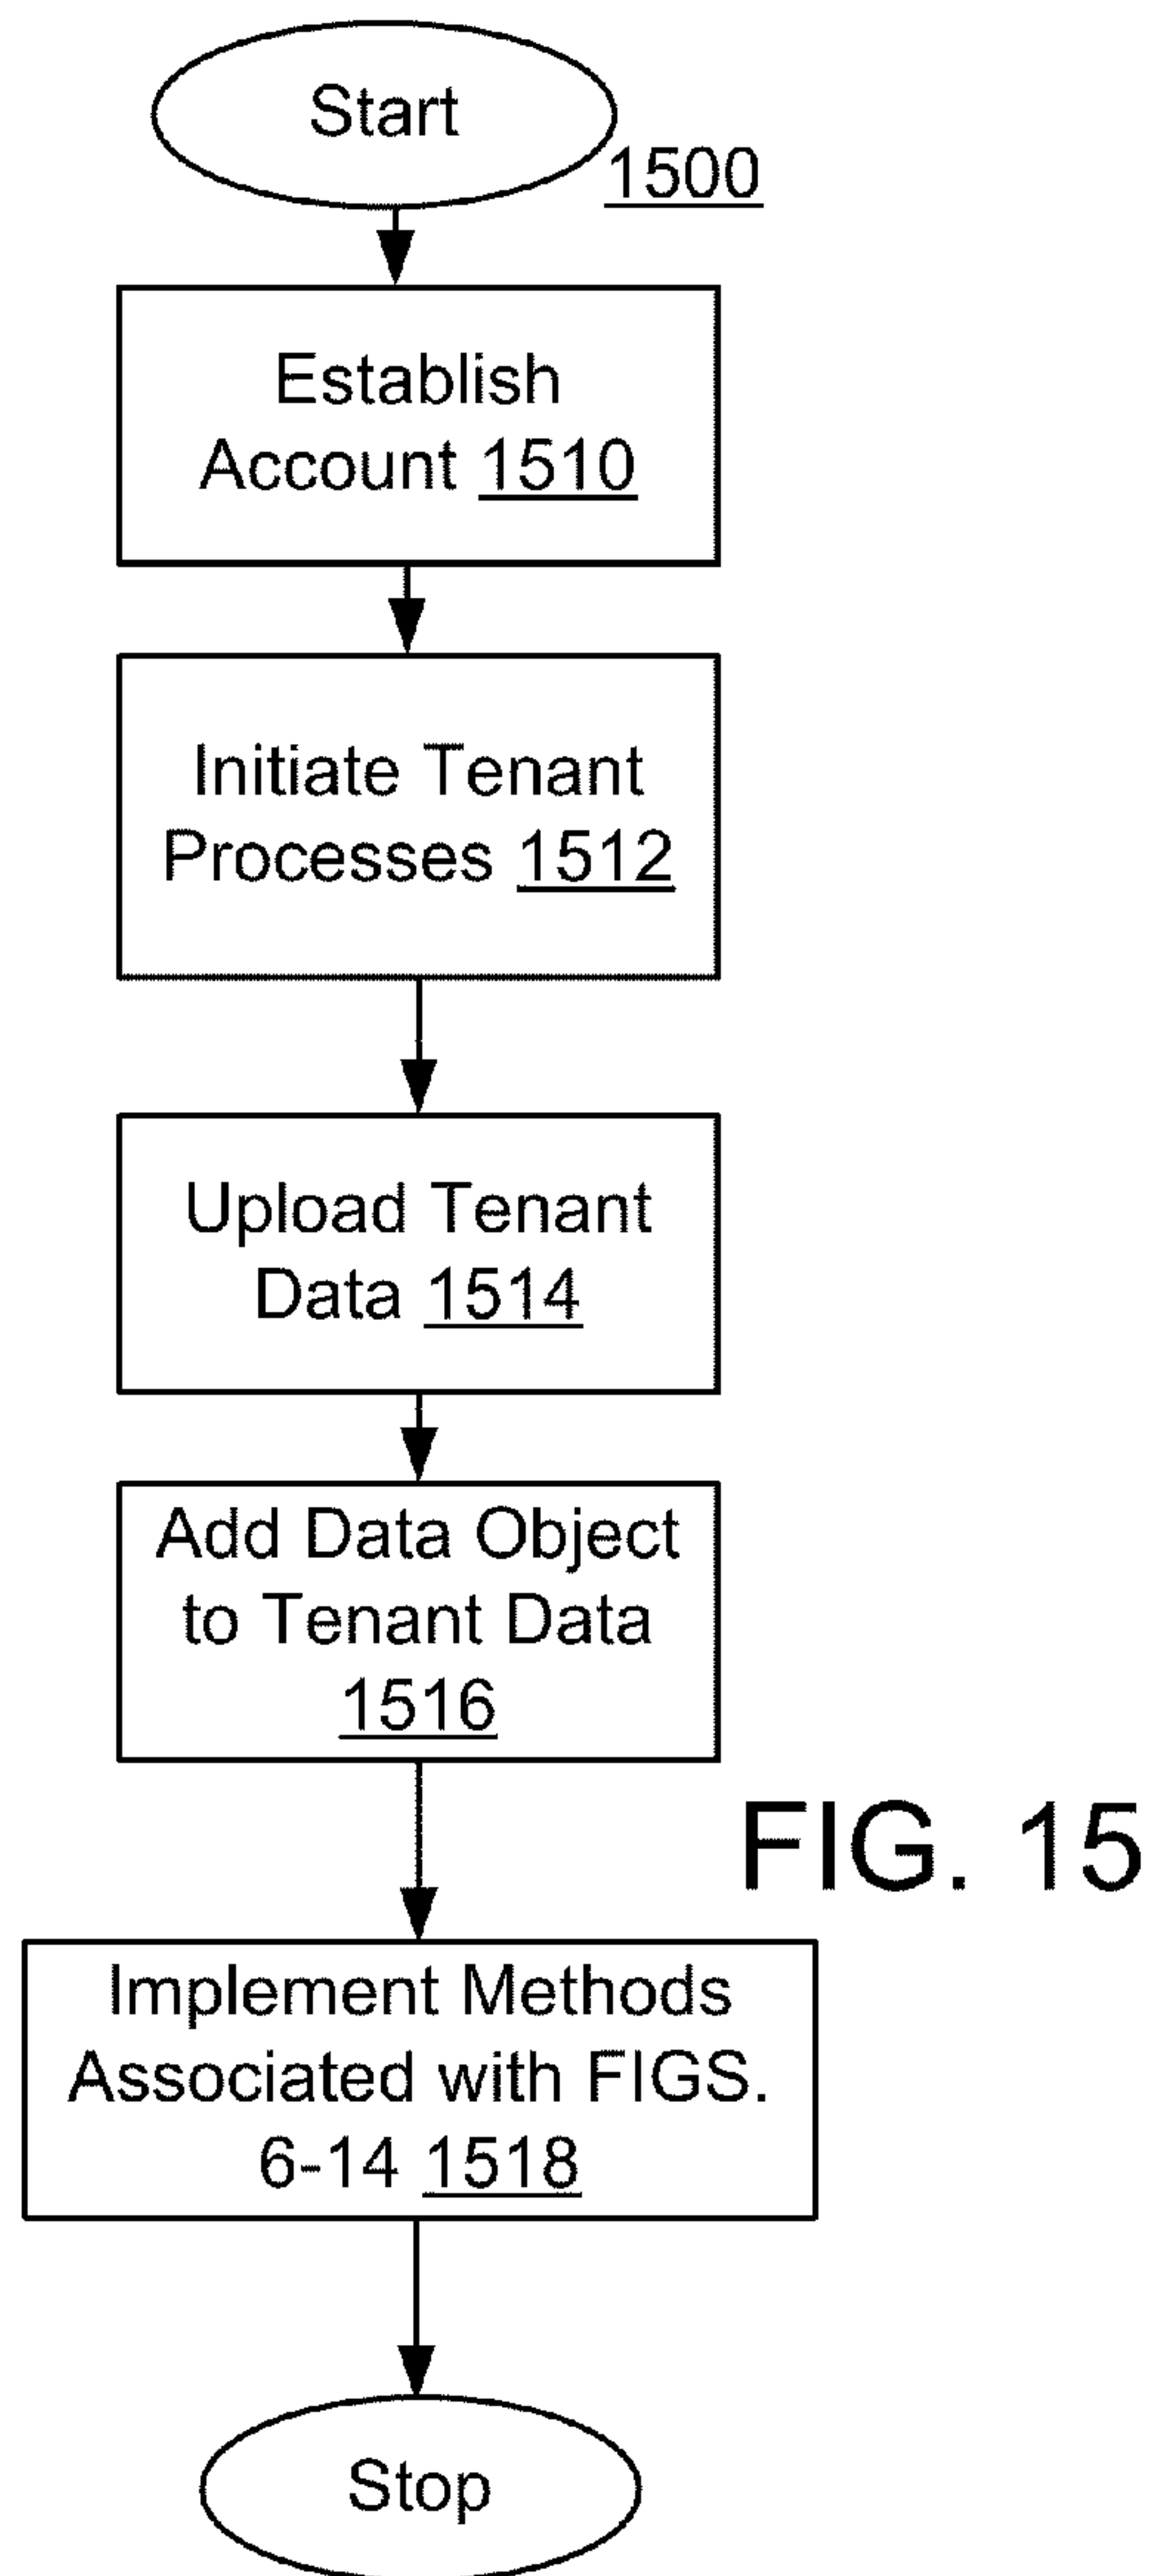 Start
1500
Establish
Account 1510
Initiate Tenant
Processes 1512
Upload Tenant
Data 1514
Add Data Object
to Tenant Data
1516
FIG. 15
Implement Methods
Associated with FIGS.
6-14 1518
Stop